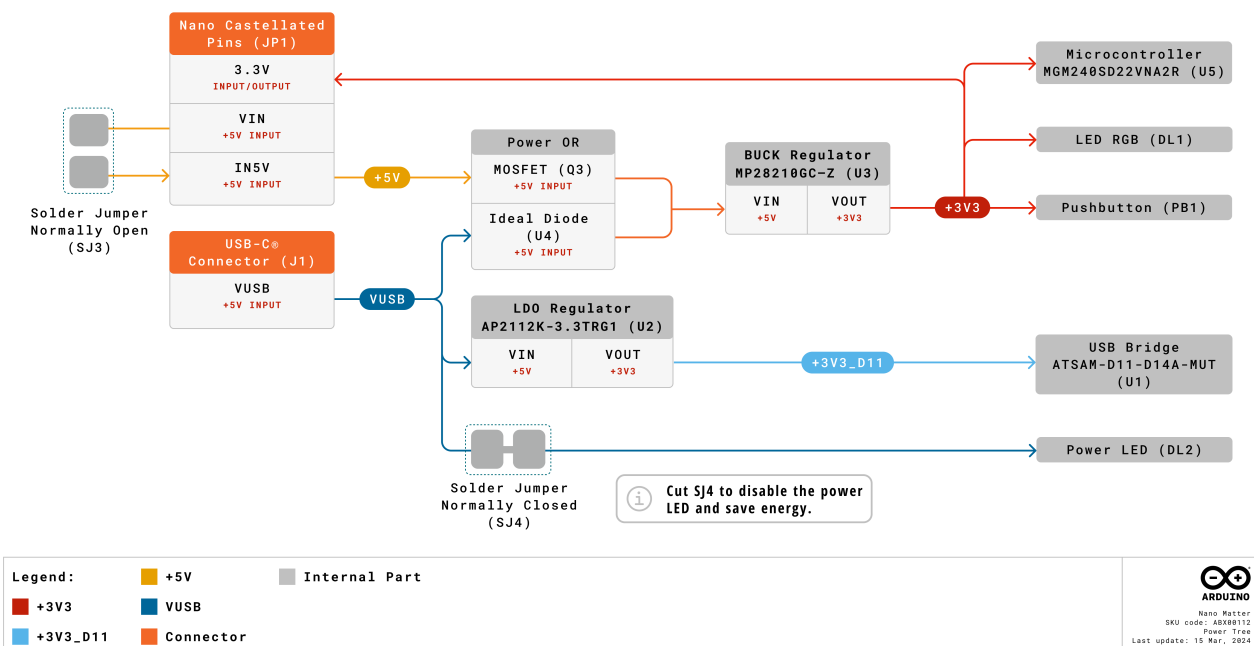 Nano Castellated
Pins (JP1)
3.3V
INPUT/OUTPUT
VIN
+5V INPUT
IN5V
+5V INPUT
Solder Jumper
Normally Open
(SJ3)
USB-C®
Connector (J1)
VUSB
+5V INPUT
+5V
VUSB
Power OR
MOSFET (Q3)
+5V INPUT
Ideal Diode
(U4)
+5V INPUT
LDO Regulator
AP2112K-3.3TRG1 (U2)
VIN
+5V
VOUT
+3V3
Solder Jumper
Normally Closed
(SJ4)
BUCK Regulator
MP28210GC-Z (U3)
VIN
+5V
VOUT
+3V3
+3V3
+3V3_D11
Microcontroller
MGM240SD22VNA2R (U5)
LED RGB (DL1)
Pushbutton (PB1)
USB Bridge
ATSAM-D11-D14A-MUT
(U1)
Power LED (DL2)
i
Cut SJ4 to disable the power
LED and save energy.
Legend:
+3V3
+3V3_D11
+5V
VUSB
Connector
Internal Part
ARDUINO
Nano Matter
SKU code: ABX00112
Power Tree
Last update: 15 Mar, 2024